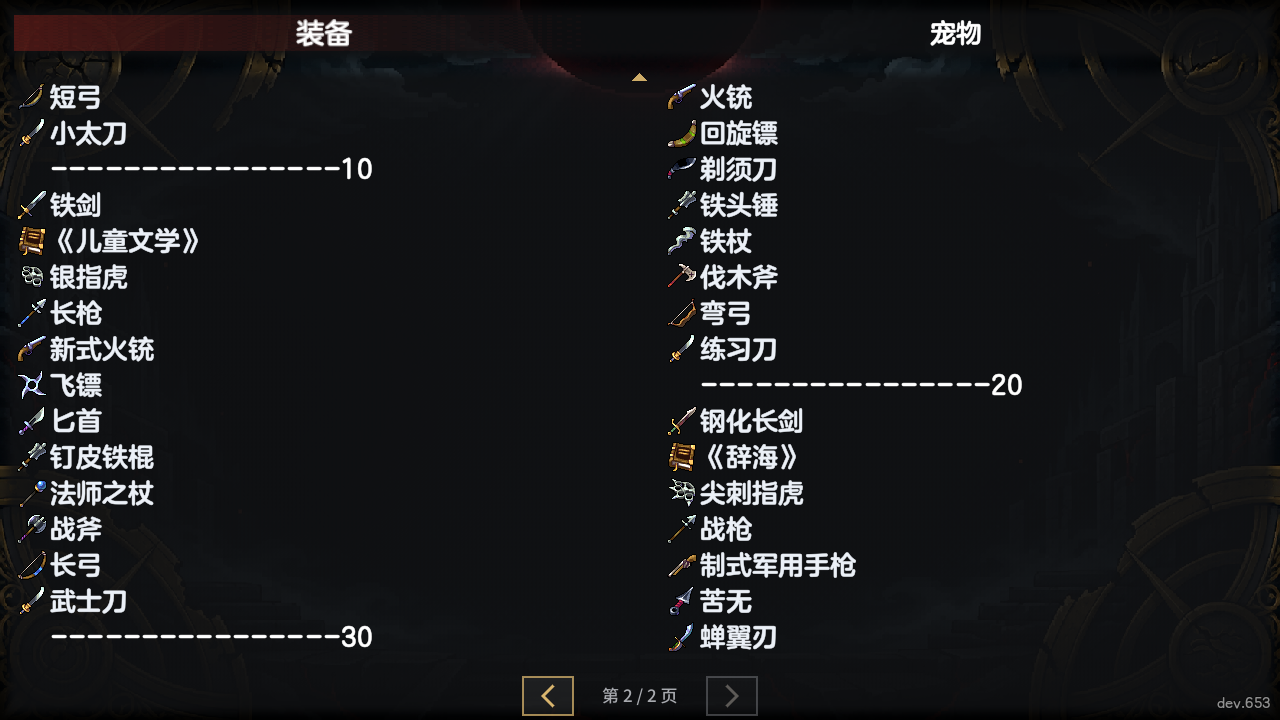 装备
宠物
短弓
火铳
小太刀
回旋镖
----------------10
剃须刀
铁剑
铁头锤
《儿童文学》
铁杖
银指虎
伐木斧
长枪
弯弓
新式火铳
练习刀
飞镖
----------------20
匕首
钢化长剑
钉皮铁棍
《辞海》
法师之杖
尖刺指虎
战斧
战枪
长弓
制式军用手枪
武士刀
苦无
----------------30
蝉翼刃
第 2 / 2 页
dev.653